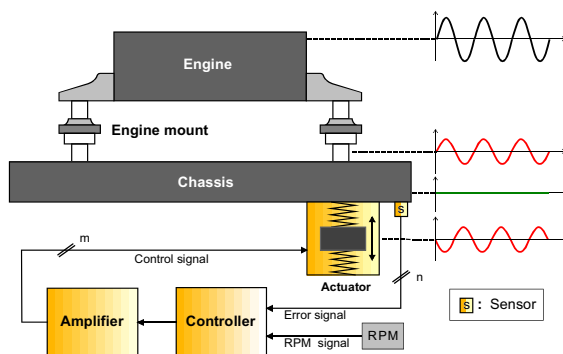 Engine
Engine mount
Chassis
s
m
Control signal
n
Actuator
Error signal
RPM signal
RPM
Amplifier
Controller
s : Sensor